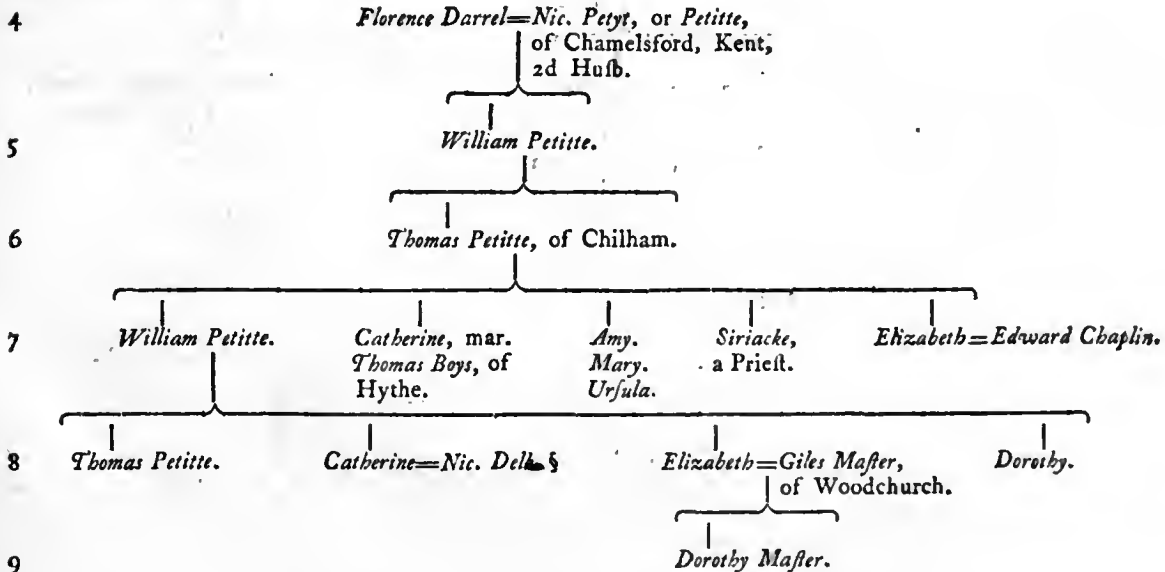 4 Florence Darrel=Nic. Petyt, or Petitte,
of Chamelsford, Kent,
2d Huſb.
5 William Petitte.
6 Thomas Petitte, of Chilham.
7 William Petitte. Catherine, mar. Amy. Siriacke, Elizabeth=Edward Chaplin.
Thomas Boys, of Mary. a Prieſt.
Hythe. Urſula.
8 Thomas Petitte. Catherine=Nic. § Elizabeth=Giles Maſter, Dorothy.
of Woodchurch.
9 Dorothy Maſter.